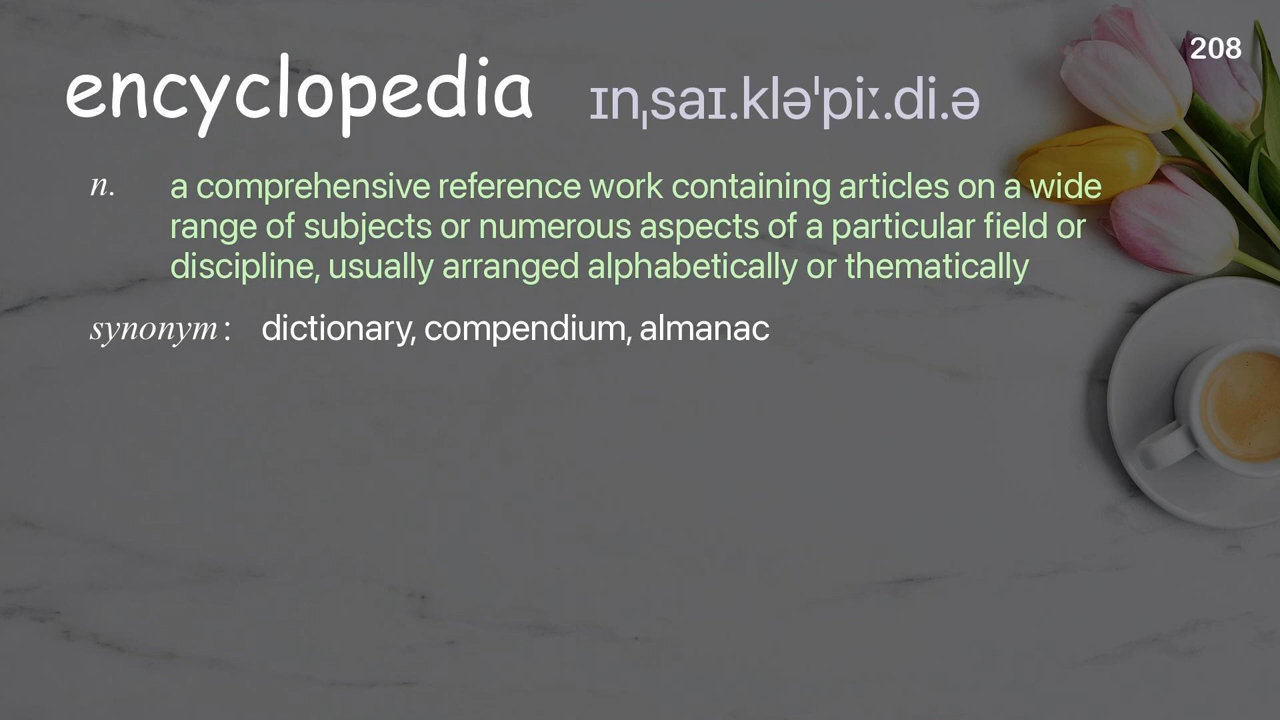 208
encyclopedia ɪnˌsaɪ.kləˈpiː.di.ə
n. a comprehensive reference work containing articles on a wide
range of subjects or numerous aspects of a particular field or
discipline, usually arranged alphabetically or thematically
synonym: dictionary, compendium, almanac